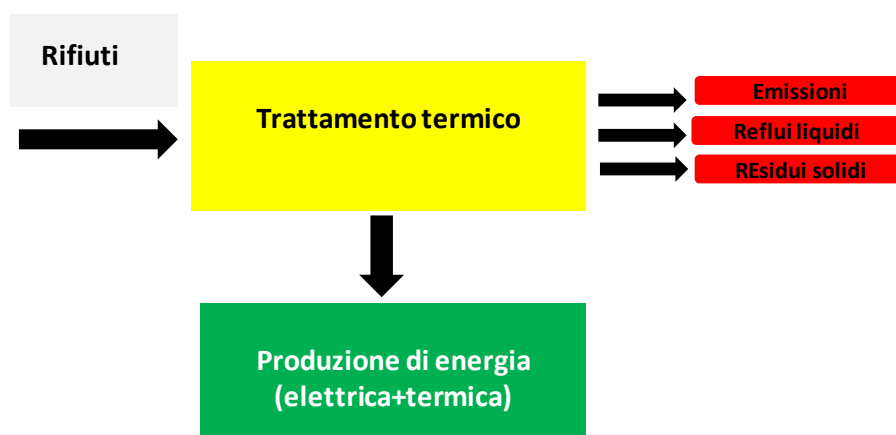 Rifiuti
Trattamento termico
Emissioni
Reflui liquidi
REsidui solidi
Produzione di energia
(elettrica+termica)